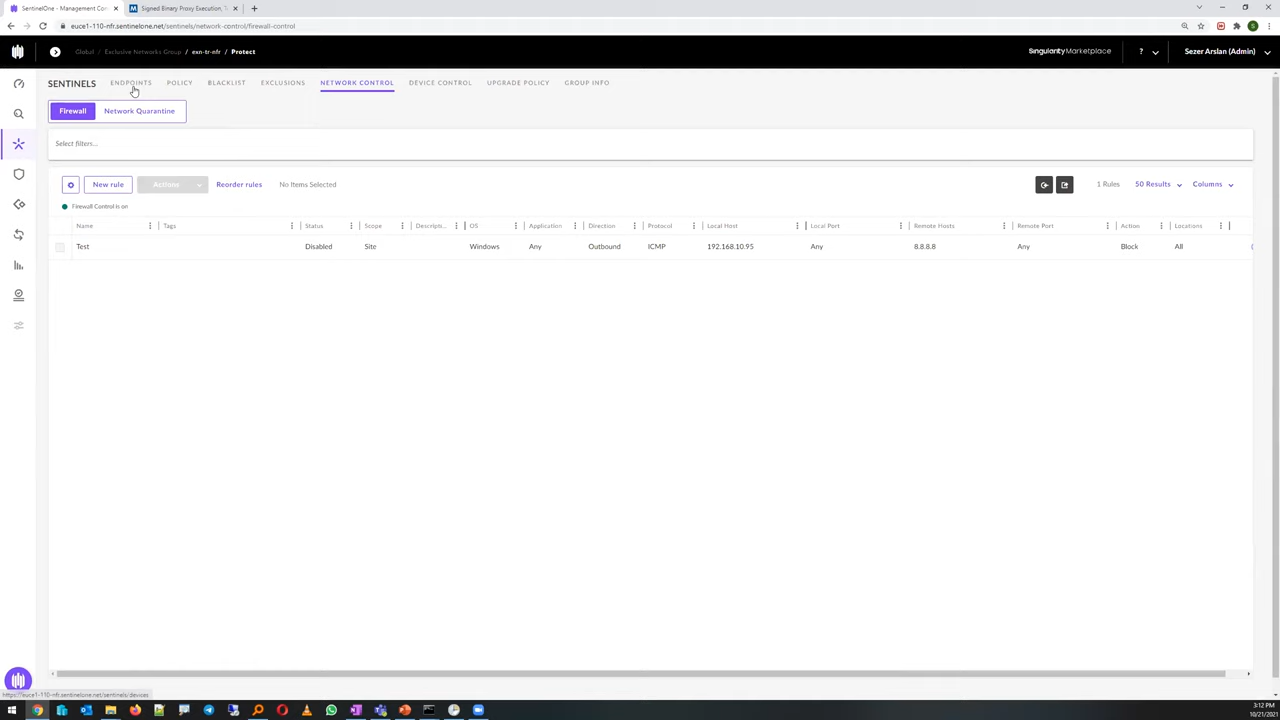 SentinelOne - Management Con
Signed Binary Proxy Execution, T
euce1-110-nfr.sentinelone.net/sentinels/network-control/firewall-control
Global / Exclusive Networks Group / exn-tr-nfr / Protect
Singularity Marketplace
?
Sezer Arslan (Admin)
SENTINELS
ENDPOINTS
POLICY
BLACKLIST
EXCLUSIONS
NETWORK CONTROL
DEVICE CONTROL
UPGRADE POLICY
GROUP INFO
Firewall
Network Quarantine
Select filters...
New rule
Actions
Reorder rules
No Items Selected
1 Rules
50 Results
Columns
Firewall Control is on
Name Tags Status Scope Descripti... OS Application Direction Protocol Local Host Local Port Remote Hosts Remote Port Action Locations
Test Disabled Site Windows Any Outbound ICMP 192.168.10.95 Any 8.8.8.8 Any Block All
https://euce1-110-nfr.sentinelone.net/sentinels/devices
3:12 PM
10/21/2021